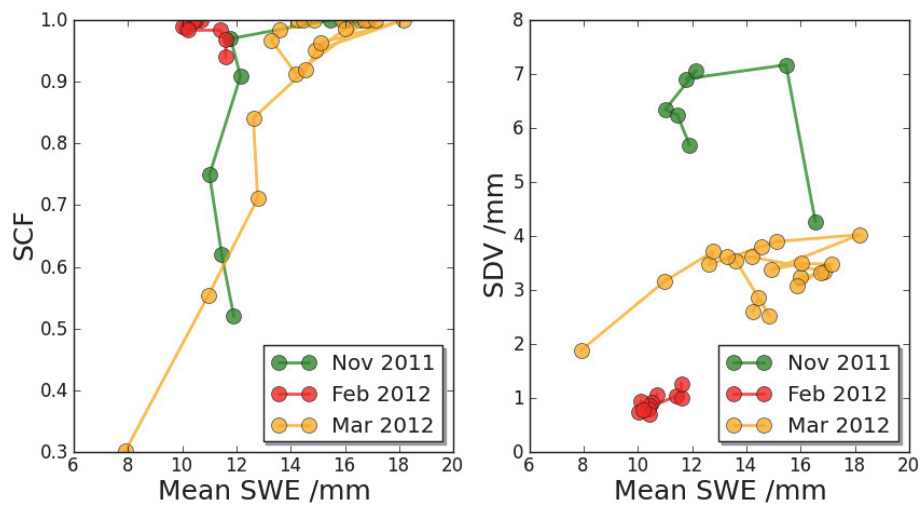 1.0
0.9
0.8
0.7
0.6
0.5
0.4
0.3
SCF
6 8 10 12 14 16 18 20
Mean SWE /mm
Nov 2011
Feb 2012
Mar 2012
8
7
6
5
4
3
2
1
0
SDV /mm
6 8 10 12 14 16 18 20
Mean SWE /mm
Nov 2011
Feb 2012
Mar 2012